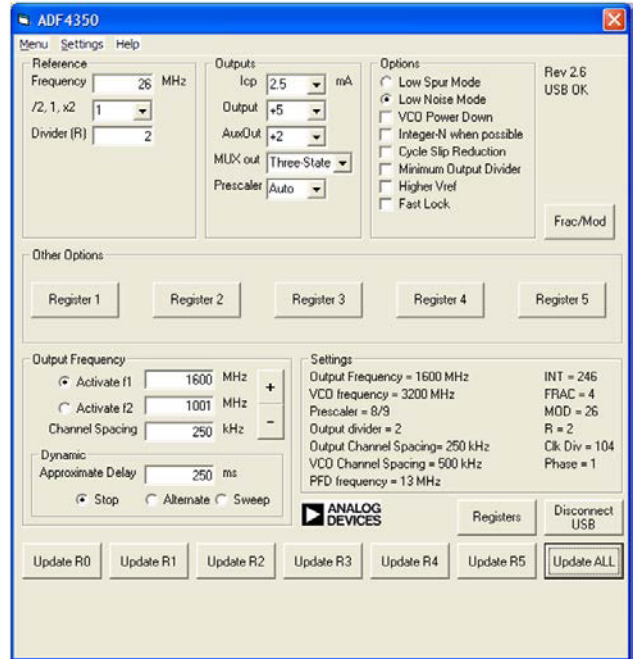 ADF4350
Menu Settings Help
Reference
Frequency 26 MHz
/2, 1, x2 1
Divider (R) 2
Outputs
Icp 2.5 mA
Output +5
AuxOut +2
MUX out Three-State
Prescaler Auto
Options
Low Spur Mode
Low Noise Mode
VCO Power Down
Integer-N when possible
Cycle Slip Reduction
Minimum Output Divider
Higher Vref
Fast Lock
Rev 2.6
USB OK
Frac/Mod
Other Options
Register 1 Register 2 Register 3 Register 4 Register 5
Output Frequency
Activate f1 1600 MHz +
Activate f2 1001 MHz
Channel Spacing 250 kHz -
Dynamic
Approximate Delay 250 ms
Stop Alternate Sweep
Settings
Output Frequency = 1600 MHz
VCO frequency = 3200 MHz
Prescaler = 8/9
Output divider = 2
Output Channel Spacing= 250 kHz
VCO Channel Spacing = 500 kHz
PFD frequency = 13 MHz
INT = 246
FRAC = 4
MOD = 26
R = 2
Clk Div = 104
Phase = 1
ANALOG
DEVICES
Registers
Disconnect
USB
Update R0 Update R1 Update R2 Update R3 Update R4 Update R5 Update ALL